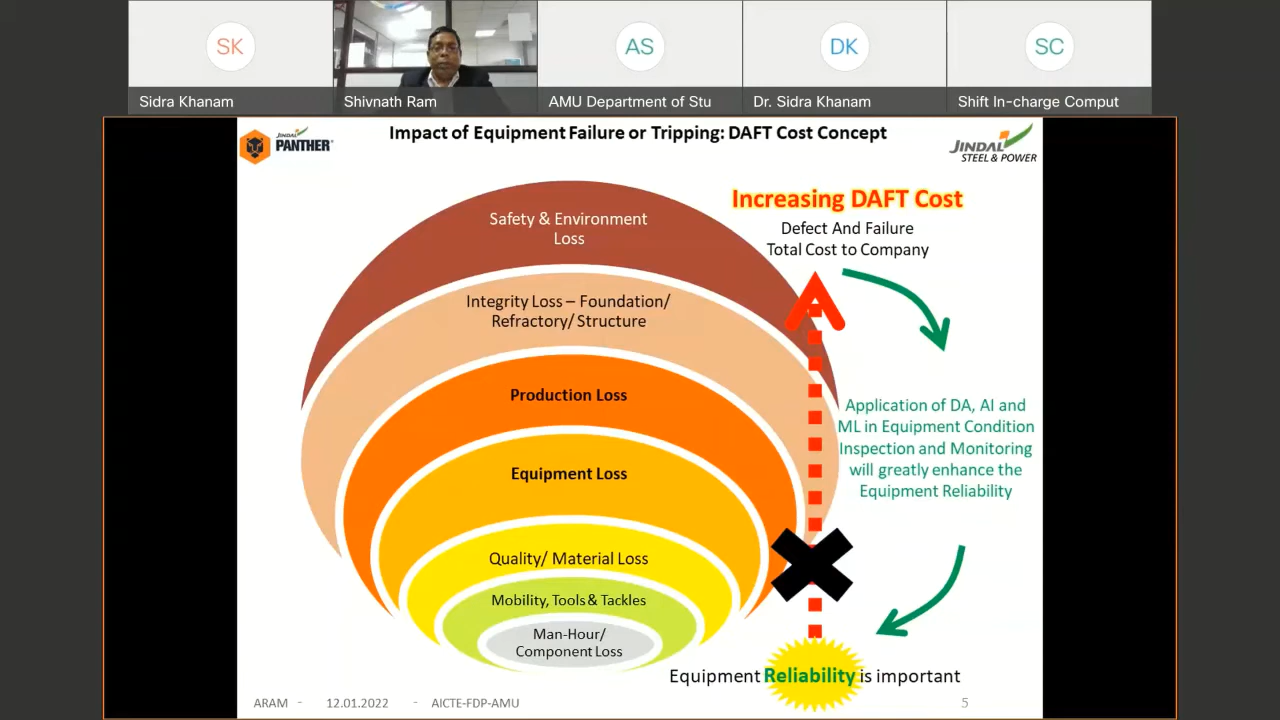 SK
AS
DK
SC
Sidra Khanam
Shivnath Ram
AMU Department of Stu
Dr. Sidra Khanam
Shift In-charge Comput
JINDAL
PANTHER
Impact of Equipment Failure or Tripping: DAFT Cost Concept
JINDAL
STEEL & POWER
Increasing DAFT Cost
Defect And Failure
Total Cost to Company
Safety & Environment
Loss
Integrity Loss – Foundation/
Refractory/ Structure
Production Loss
Equipment Loss
Quality/ Material Loss
Mobility, Tools & Tackles
Man-Hour/
Component Loss
Application of DA, AI and
ML in Equipment Condition
Inspection and Monitoring
will greatly enhance the
Equipment Reliability
Equipment Reliability is important
ARAM - 12.01.2022 - AICTE-FDP-AMU 5